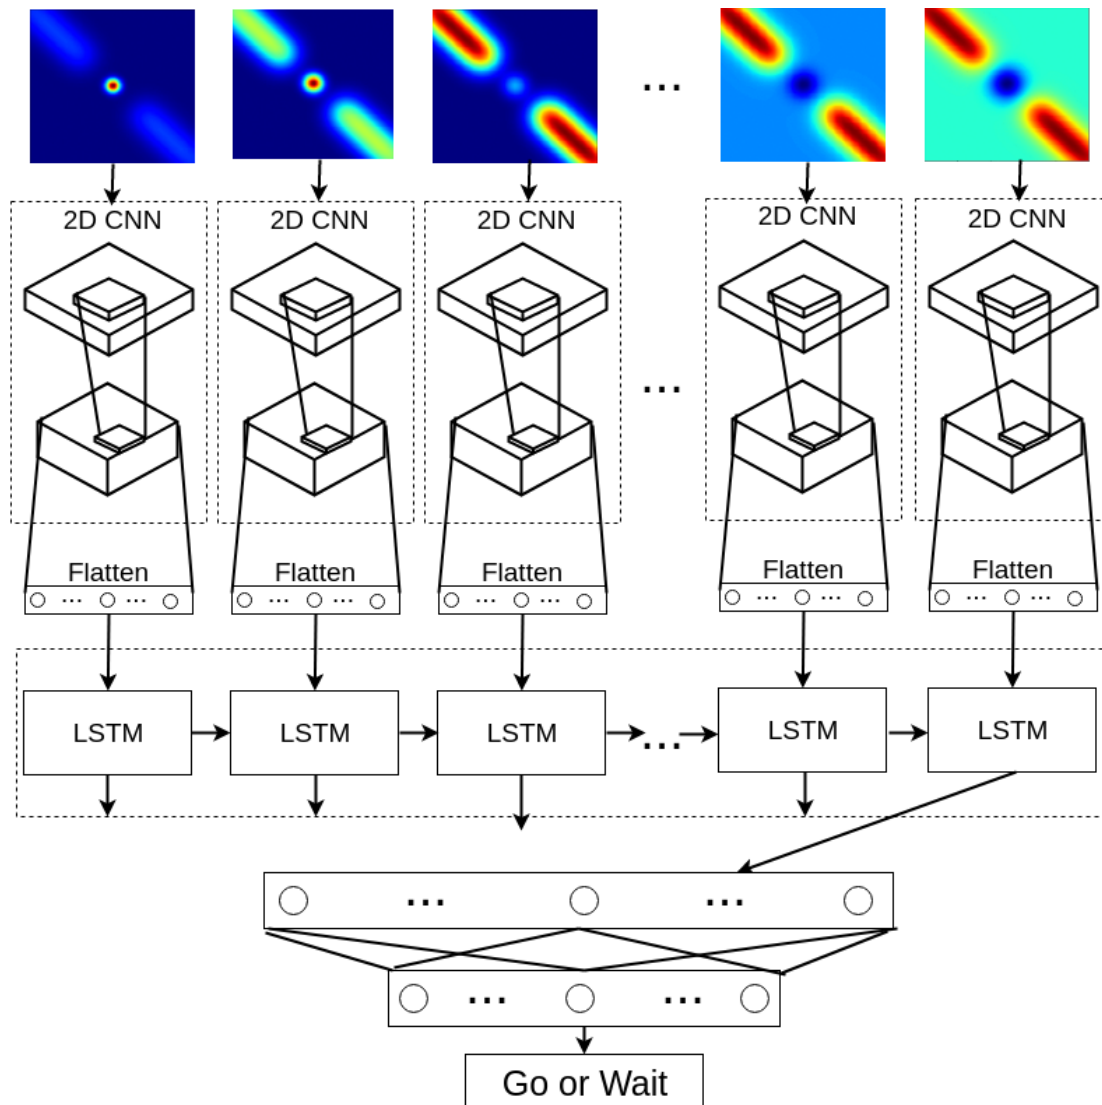 ...
2D CNN 2D CNN 2D CNN 2D CNN 2D CNN
...
Flatten Flatten Flatten Flatten Flatten
... ... ... ... ... ... ... ... ... ...
LSTM LSTM LSTM ... LSTM LSTM
... ...
... ...
Go or Wait